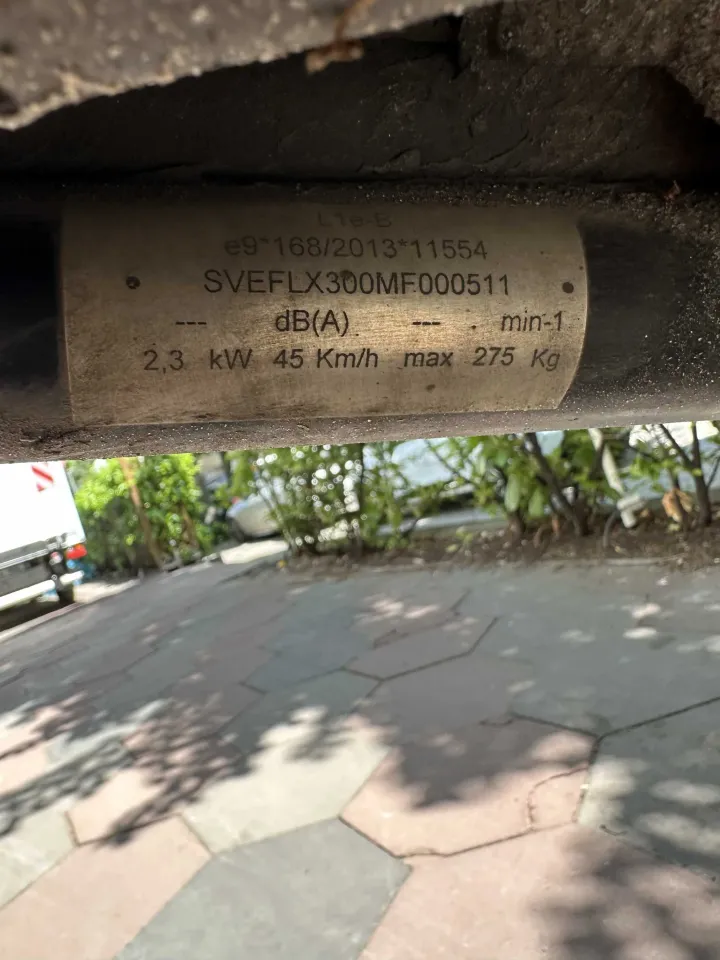 L1e-B
e9*168/2013*11554
SVEFLX300MF000511
--- dB(A) --- min-1
2,3 kW 45 Km/h max 275 Kg